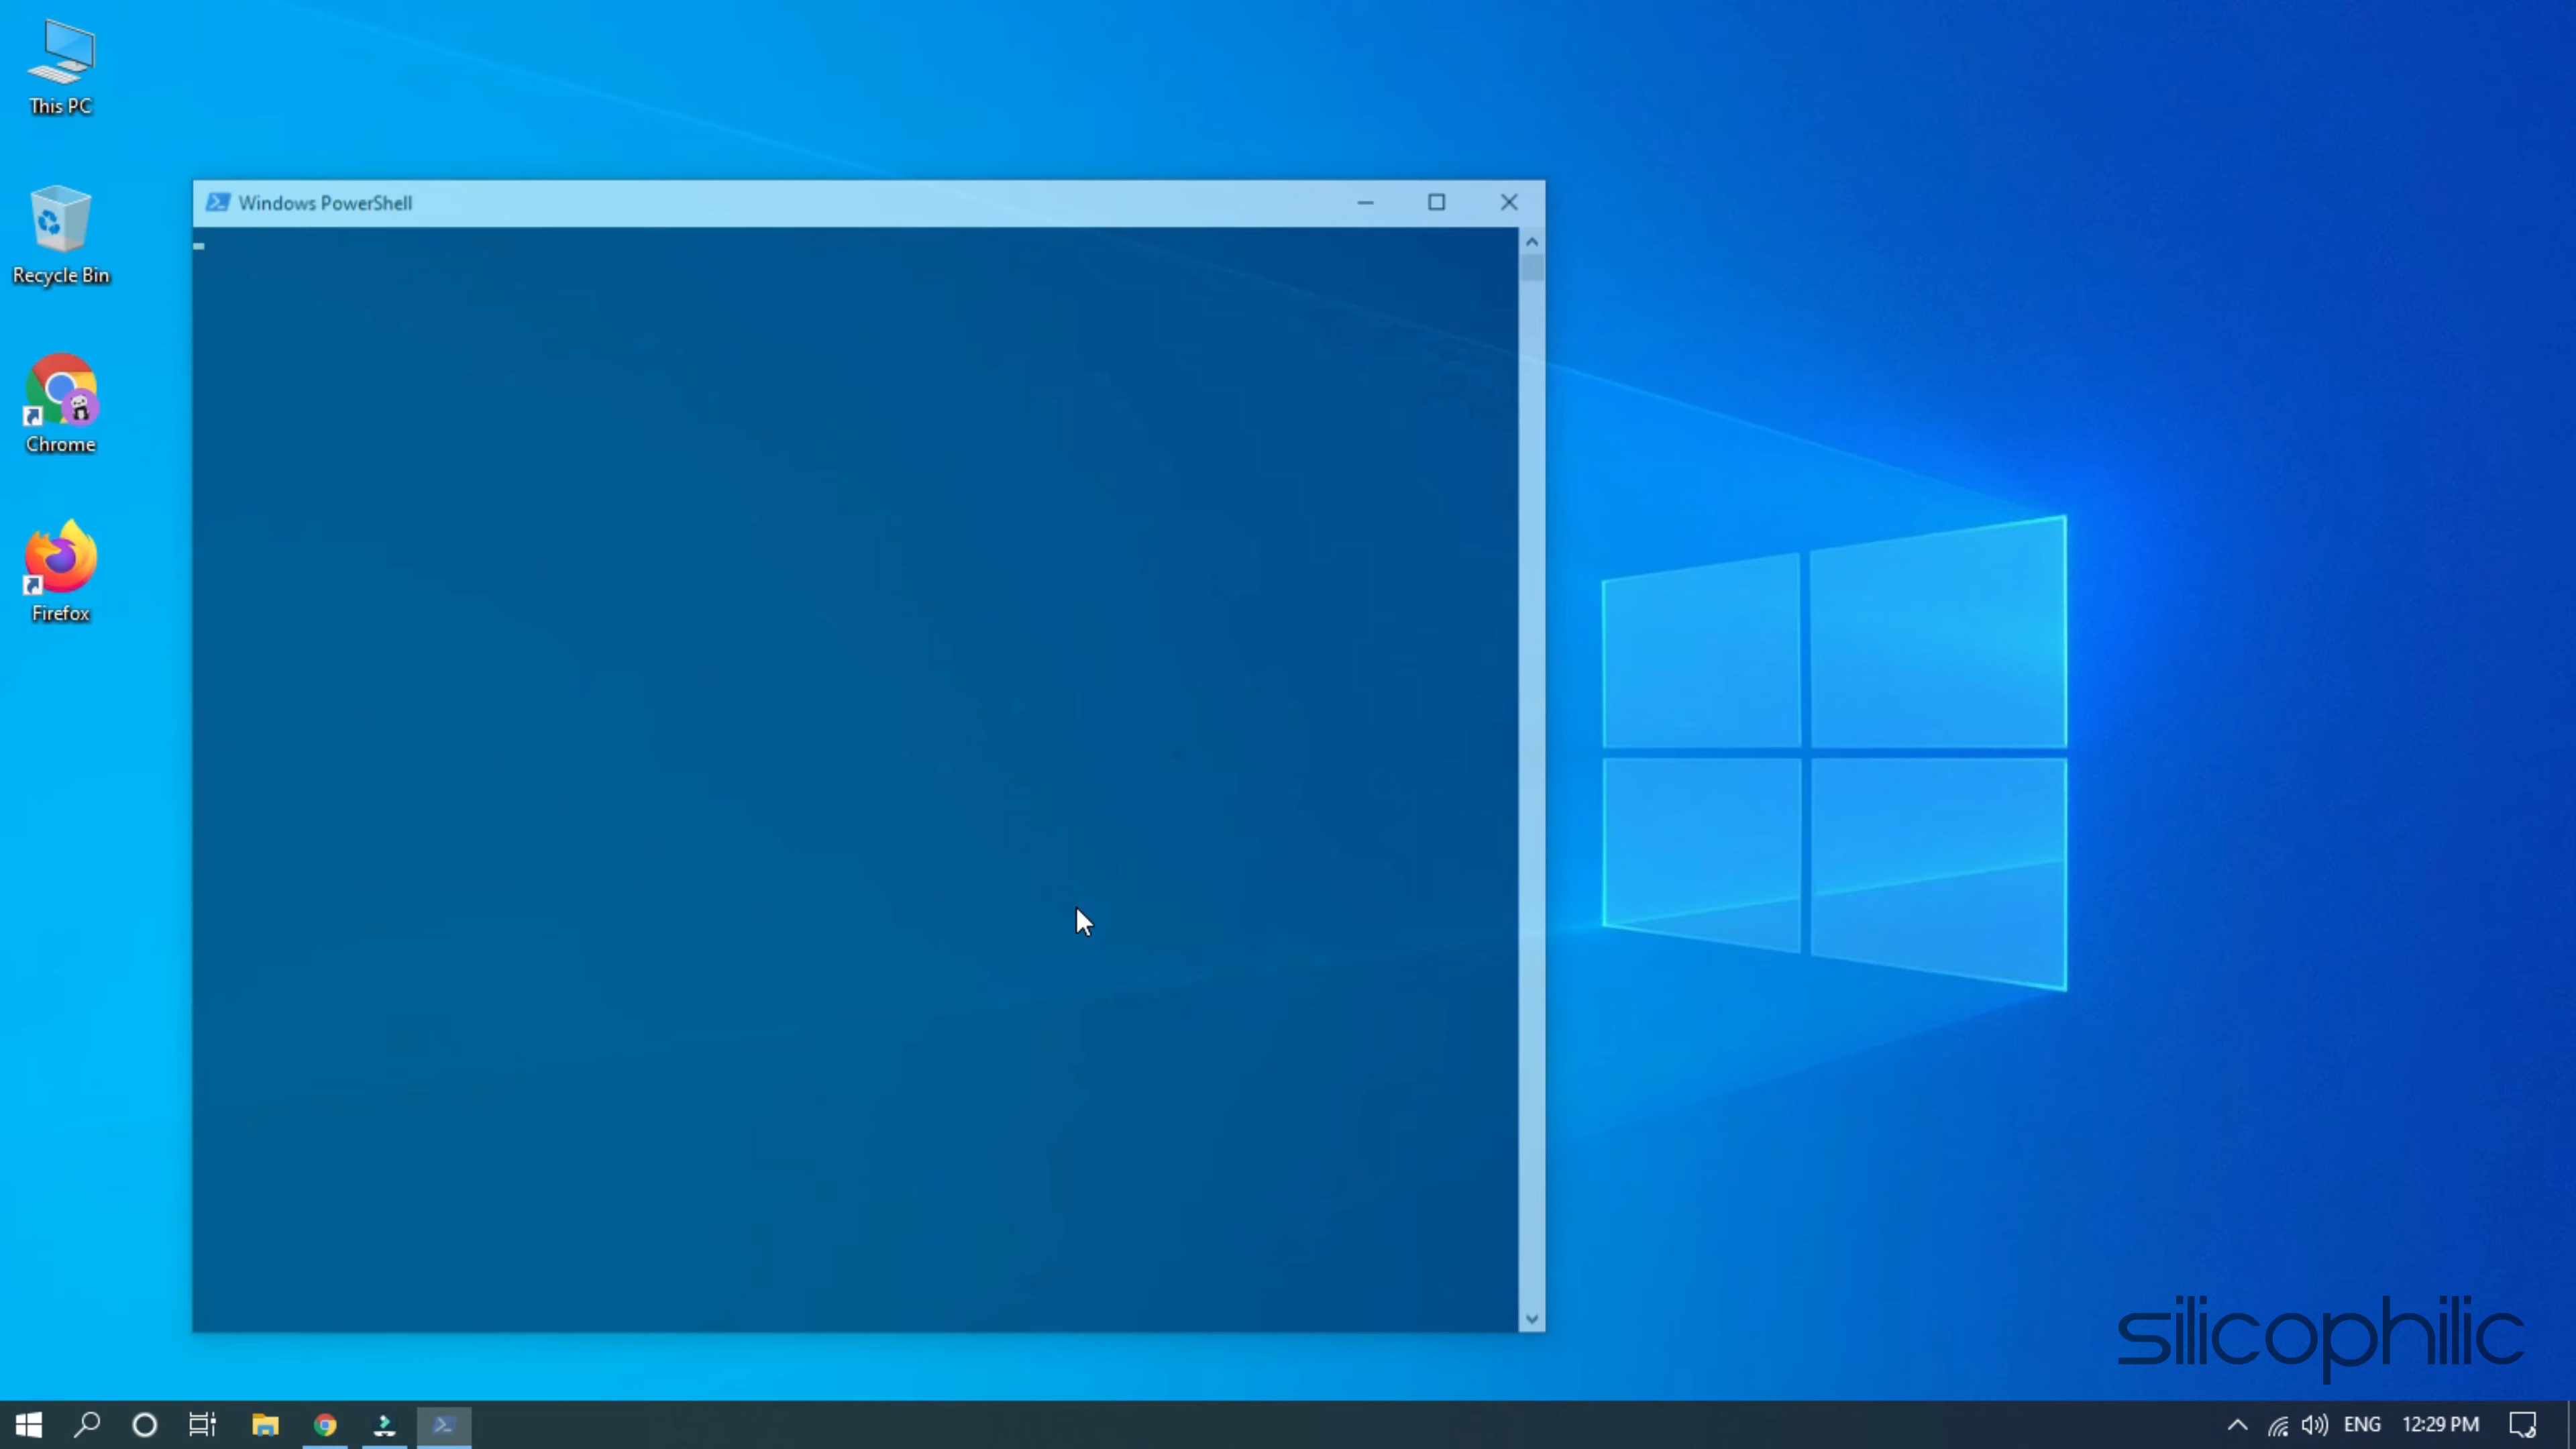 This PC
Recycle Bin
Chrome
Firefox
Windows PowerShell
silicophilic
ENG
12:29 PM